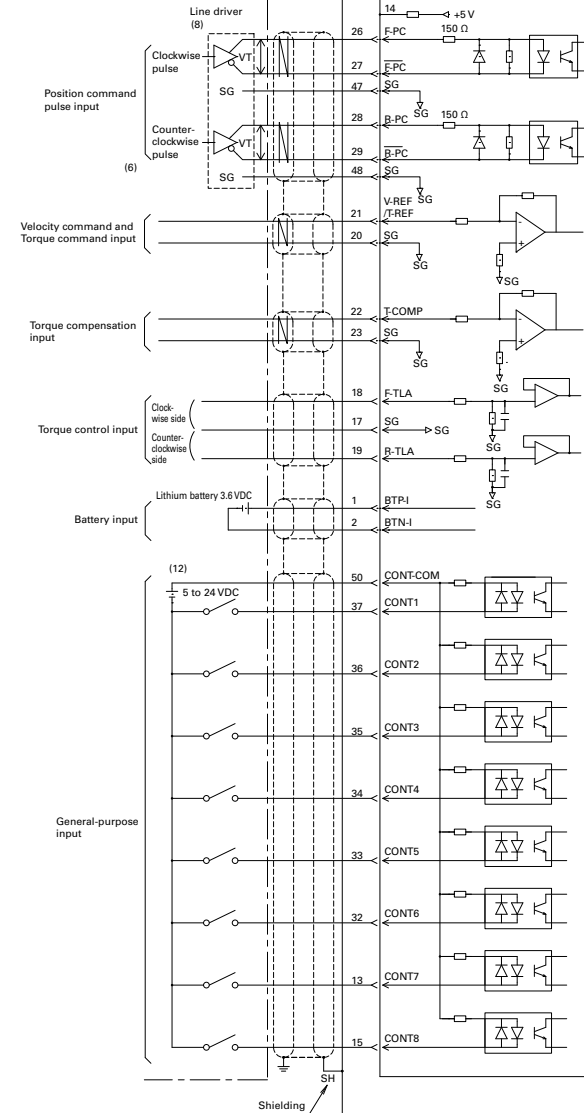 Line driver
(8)
14
+5 V
26 F-PC 150 Ω
Clockwise
pulse
VT
27 F-PC
Position command
pulse input
SG 47 SG
SG
28 R-PC 150 Ω
Counter-
clockwise
pulse
VT
29 R-PC
(6)
SG 48 SG
SG
V-REF
21 /T-REF
Velocity command and
Torque command input
20 SG
SG
SG
22 T-COMP
Torque compensation
input
23 SG
SG
SG
18 F-TLA
Clock-
wise side
Torque control input
17 SG SG
SG
Counter-
clockwise
side
19 R-TLA
SG
Lithium battery 3.6 VDC
1 BTP-I
Battery input
2 BTN-I
(12)
50 CONT-COM
5 to 24 VDC
37 CONT1
36 CONT2
35 CONT3
34 CONT4
General-purpose
input
33 CONT5
32 CONT6
13 CONT7
15 CONT8
SH
Shielding